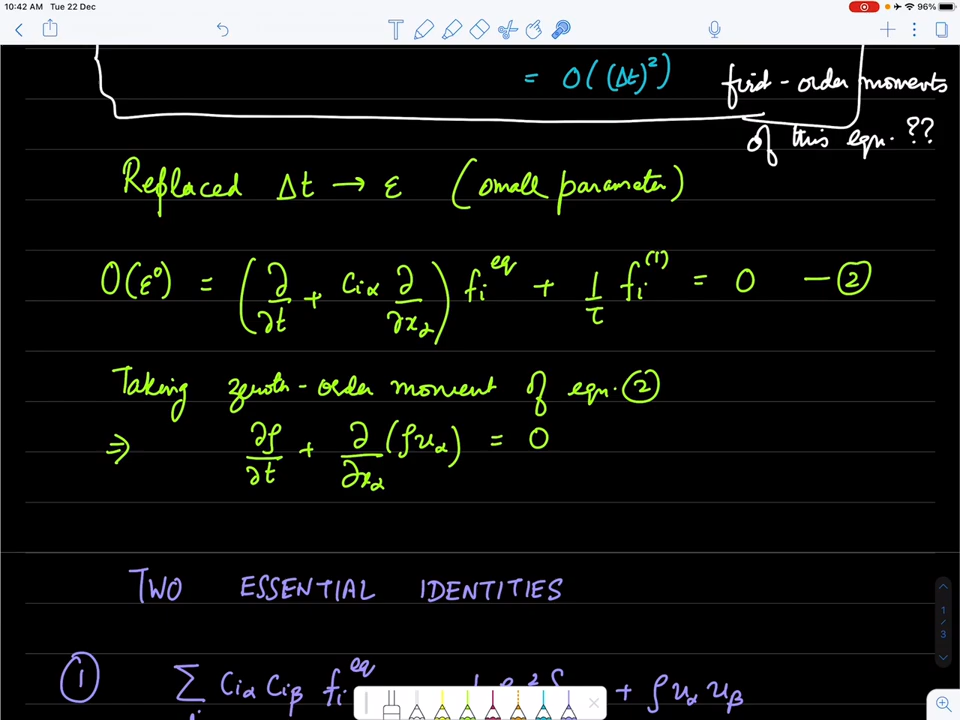 10:42 AM Tue 22 Dec 96%
= O((Δt)²)
first-order moments
of this eqn. ??
Replaced Δt → ε (small parameter)
O(ε⁰) = (∂/∂t + Ciα ∂/∂xα) fi^eq + 1/τ fi^(1) = 0 — ②
Taking zeroth-order moment of eqn. ②
⇒ ∂ρ/∂t + ∂/∂xα (ρuα) = 0
TWO ESSENTIAL IDENTITIES
① Σ Ciα Ciβ fi^eq + ρuα uβ
1
/
3